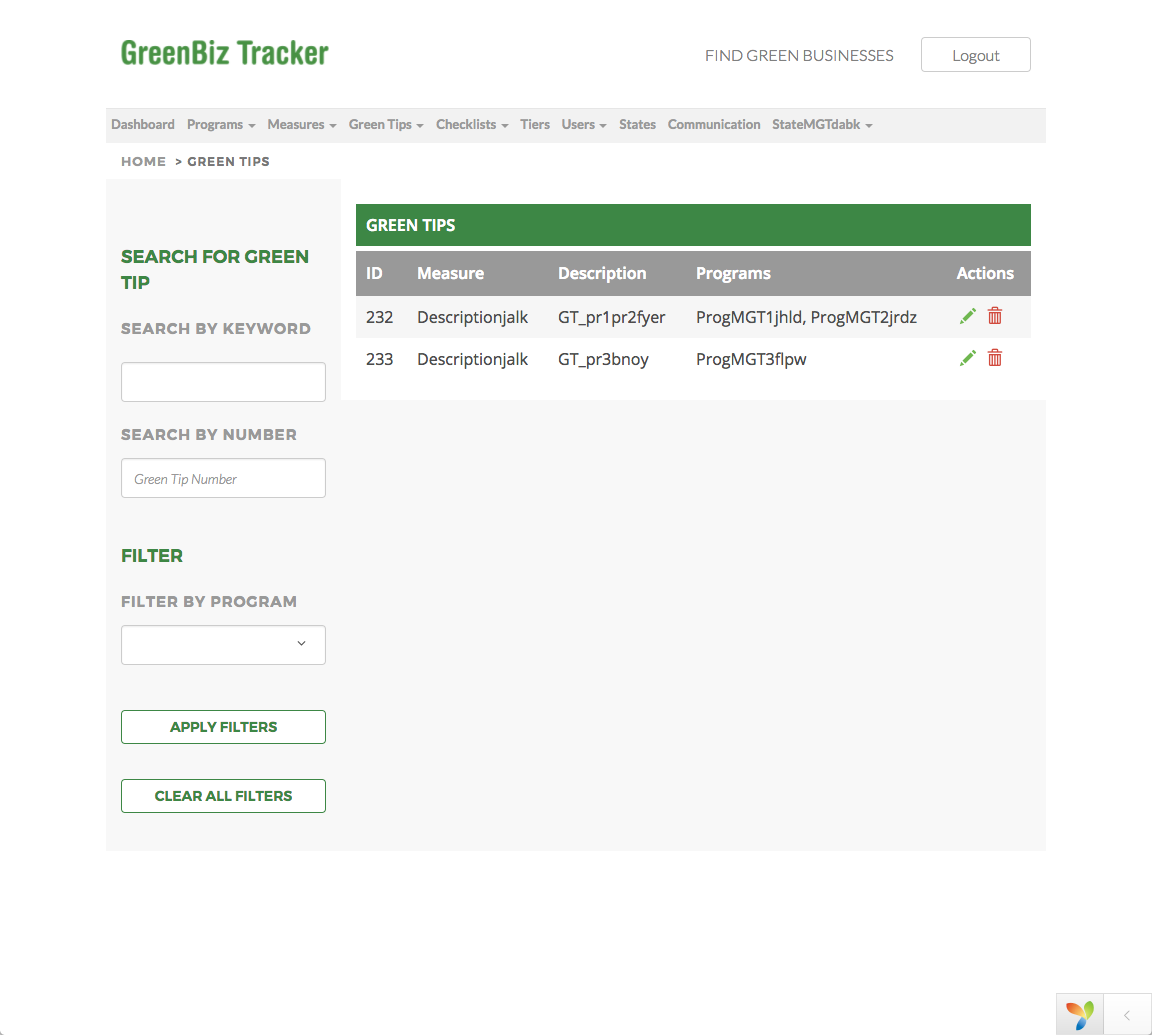 GreenBiz Tracker
FIND GREEN BUSINESSES
Logout
Dashboard Programs Measures Green Tips Checklists Tiers Users States Communication StateMGTdabk
HOME > GREEN TIPS
SEARCH FOR GREEN
TIP
SEARCH BY KEYWORD
SEARCH BY NUMBER
Green Tip Number
FILTER
FILTER BY PROGRAM
APPLY FILTERS
CLEAR ALL FILTERS
GREEN TIPS
ID Measure Description Programs Actions
232 Descriptionjalk GT_pr1pr2fyer ProgMGT1jhld, ProgMGT2jrdz
233 Descriptionjalk GT_pr3bnoy ProgMGT3flpw